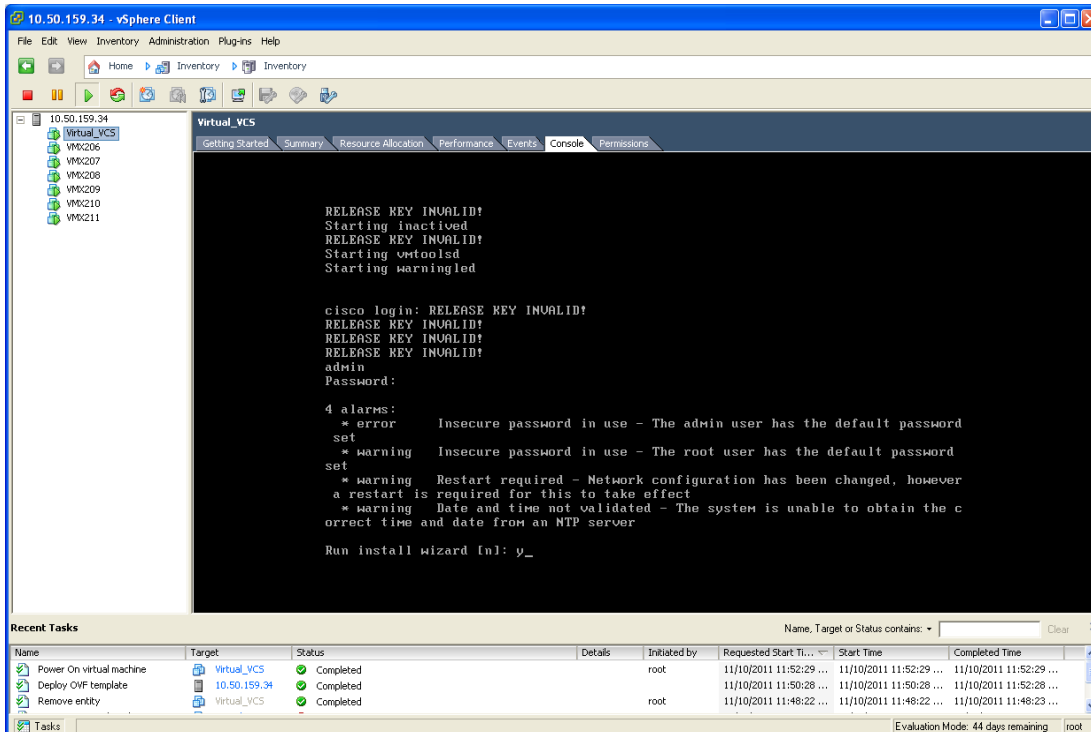 10.50.159.34 - vSphere Client
File Edit View Inventory Administration Plug-ins Help
Home Inventory Inventory
10.50.159.34
Virtual_VCS
VMX206
VMX207
VMX208
VMX209
VMX210
VMX211
Virtual_VCS
Getting Started Summary Resource Allocation Performance Events Console Permissions
RELEASE KEY INVALID!
Starting inactived
RELEASE KEY INVALID!
Starting vmtoolsd
Starting warningled
cisco login: RELEASE KEY INVALID!
RELEASE KEY INVALID!
RELEASE KEY INVALID!
RELEASE KEY INVALID!
admin
Password:
4 alarms:
* error Insecure password in use - The admin user has the default password
set
* warning Insecure password in use - The root user has the default password
set
* warning Restart required - Network configuration has been changed, however
a restart is required for this to take effect
* warning Date and time not validated - The system is unable to obtain the c
orrect time and date from an NTP server
Run install wizard [n]: y_
Recent Tasks Name, Target or Status contains: Clear
Name Target Status Details Initiated by Requested Start Ti... Start Time Completed Time
Power On virtual machine Virtual_VCS Completed root 11/10/2011 11:52:29 ... 11/10/2011 11:52:29 ... 11/10/2011 11:52:29 ...
Deploy OVF template 10.50.159.34 Completed 11/10/2011 11:50:28 ... 11/10/2011 11:50:28 ... 11/10/2011 11:52:28 ...
Remove entity Virtual_VCS Completed root 11/10/2011 11:48:22 ... 11/10/2011 11:48:22 ... 11/10/2011 11:48:23 ...
Tasks Evaluation Mode: 44 days remaining root